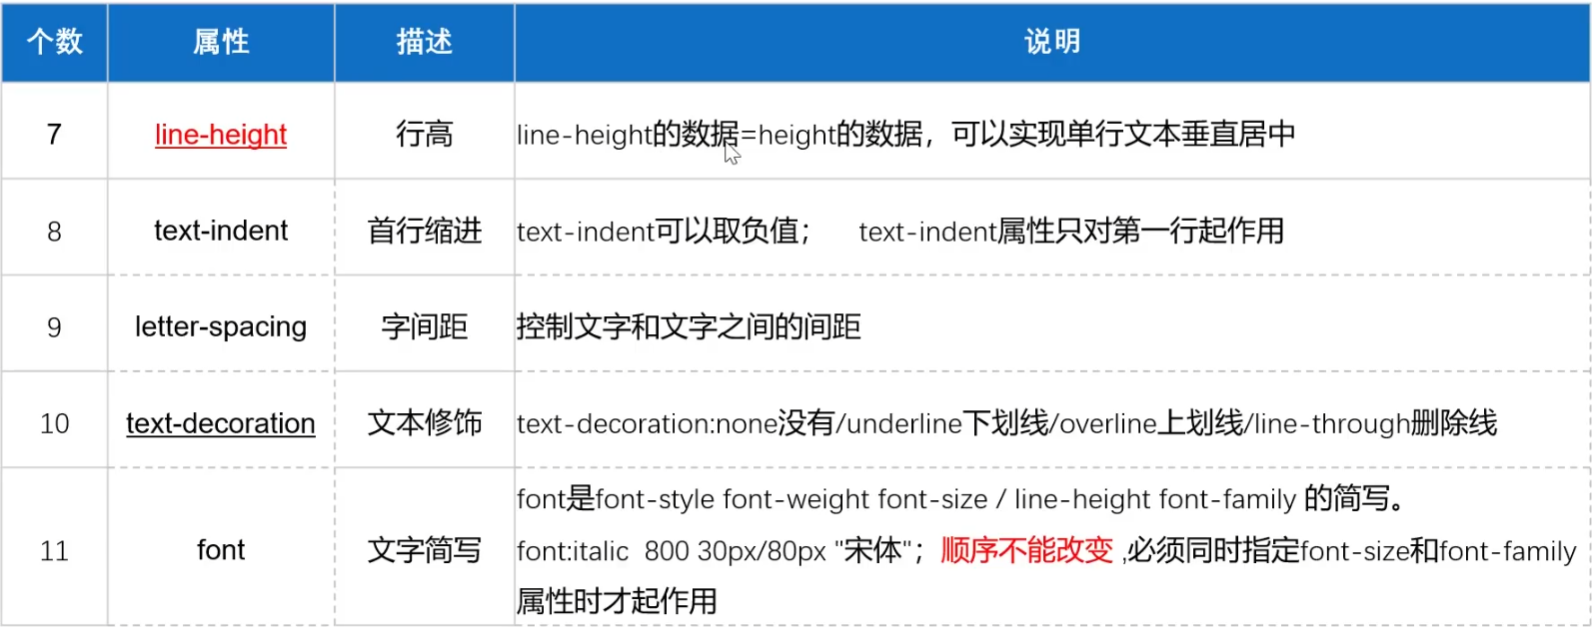 个数 属性 描述 说明
7 line-height 行高 line-height的数据=height的数据，可以实现单行文本垂直居中
8 text-indent 首行缩进 text-indent可以取负值； text-indent属性只对第一行起作用
9 letter-spacing 字间距 控制文字和文字之间的间距
10 text-decoration 文本修饰 text-decoration:none没有/underline下划线/overline上划线/line-through删除线
11 font 文字简写 font是font-style font-weight font-size / line-height font-family 的简写。
font:italic 800 30px/80px "宋体"；顺序不能改变 ,必须同时指定font-size和font-family
属性时才起作用